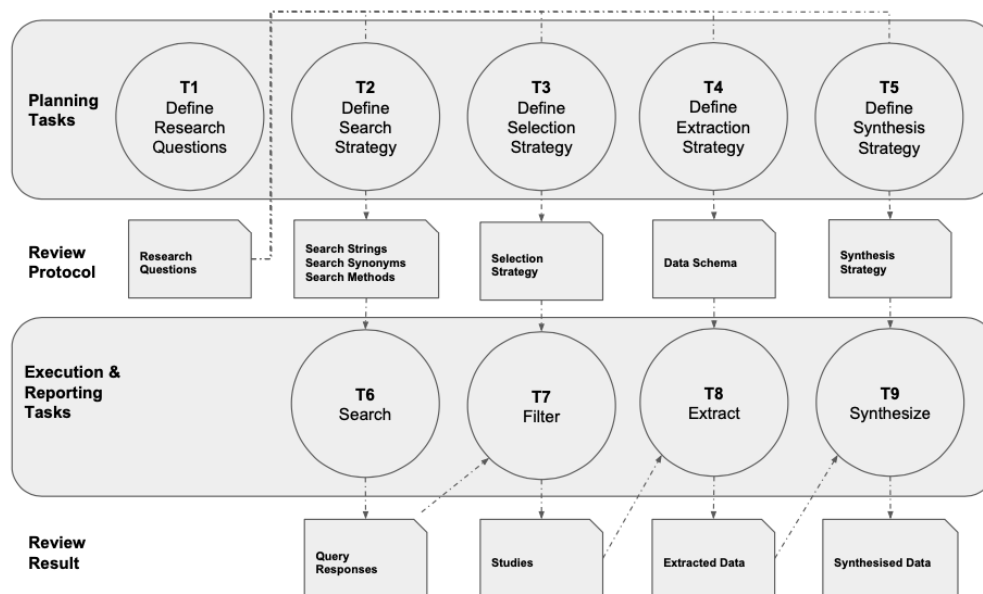 Planning
Tasks
T1
Define
Research
Questions
T2
Define
Search
Strategy
T3
Define
Selection
Strategy
T4
Define
Extraction
Strategy
T5
Define
Synthesis
Strategy
Review
Protocol
Research
Questions
Search Strings
Search Synonyms
Search Methods
Selection
Strategy
Data Schema
Synthesis
Strategy
Execution &
Reporting
Tasks
T6
Search
T7
Filter
T8
Extract
T9
Synthesize
Review
Result
Query
Responses
Studies
Extracted Data
Synthesised Data